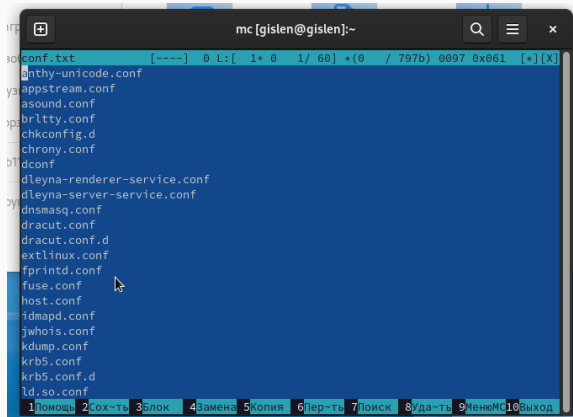 mc [gislen@gislen]:~
conf.txt [----] 0 L:[ 1+ 0 1/ 60] *(0 / 797b) 0097 0x061 [*][X]
anthy-unicode.conf
appstream.conf
asound.conf
brltty.conf
chkconfig.d
chrony.conf
dconf
dleyna-renderer-service.conf
dleyna-server-service.conf
dnsmasq.conf
dracut.conf
dracut.conf.d
extlinux.conf
fprintd.conf
fuse.conf
host.conf
idmapd.conf
jwhois.conf
kdump.conf
krb5.conf
krb5.conf.d
ld.so.conf
1Помощь 2Сох~ть 3Блок 4Замена 5Копия 6Пер~ть 7Поиск 8Уда~ть 9МенюMC 10Выход